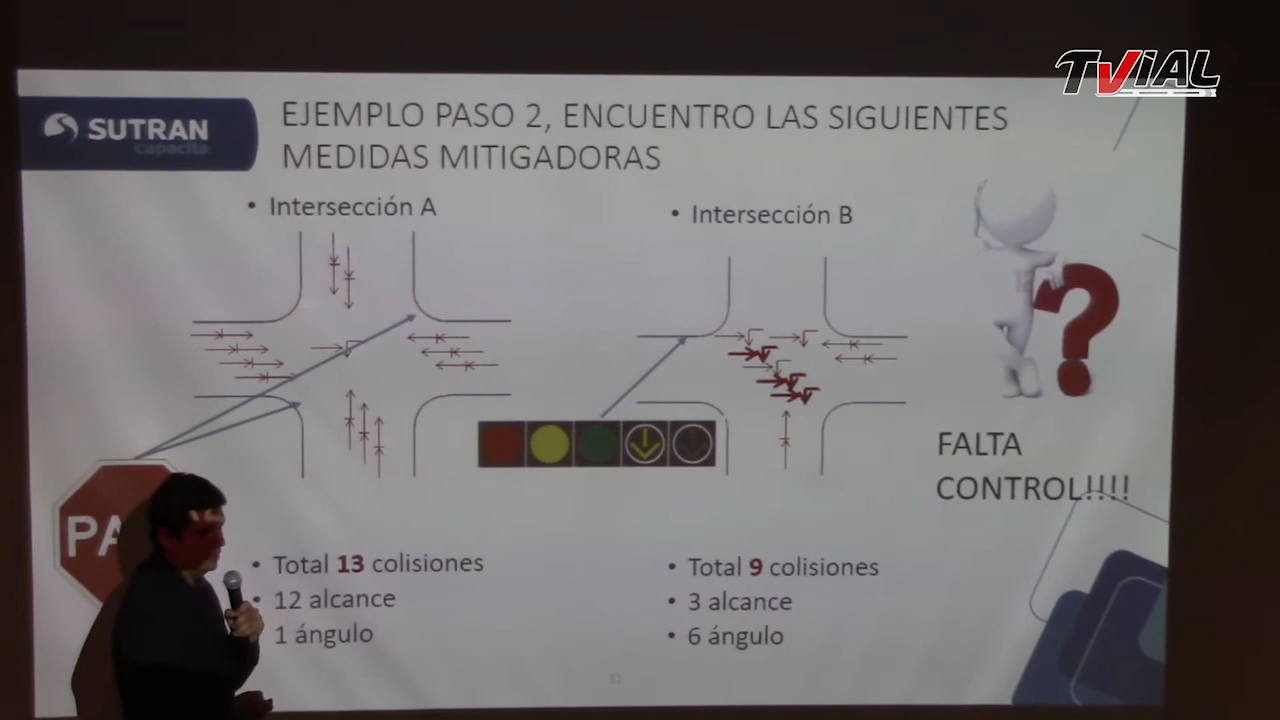 TVIAL
SUTRAN
capacita
EJEMPLO PASO 2, ENCUENTRO LAS SIGUIENTES
MEDIDAS MITIGADORAS
• Intersección A
• Intersección B
FALTA
CONTROL!!!!
PA
• Total 13 colisiones
• 12 alcance
1 ángulo
• Total 9 colisiones
• 3 alcance
• 6 ángulo